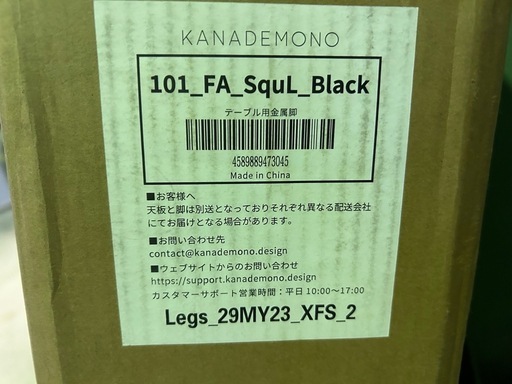 KANADEMONO
101_FA_SquL_Black
テーブル用金属脚
4589889473045
Made in China
■お客様へ
天板と脚は別送となっておりそれぞれ異なる配送会社
にてお届けとなる場合があります。
■お問い合わせ先
contact@kanademono.design
■ウェブサイトからのお問い合わせ
https://support.kanademono.design
カスタマーサポート営業時間：平日 10:00〜17:00
Legs_29MY23_XFS_2